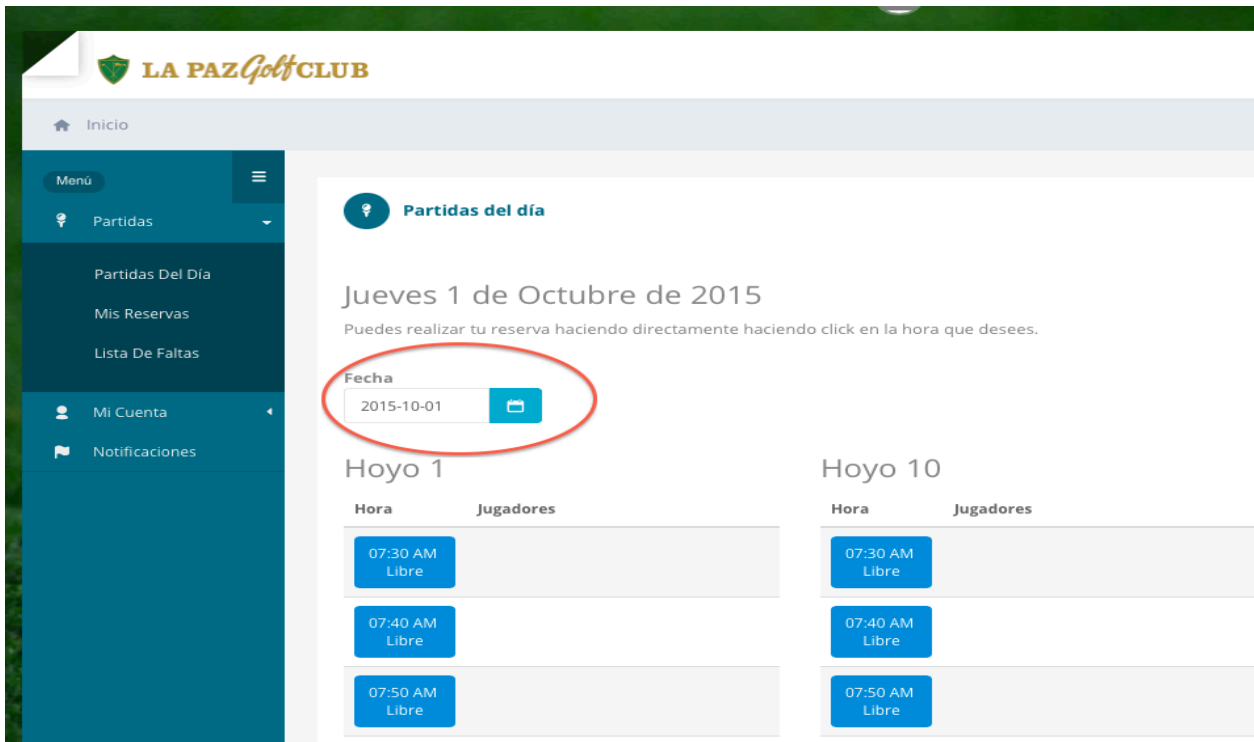 LA PAZ Golf CLUB
Inicio
Menú
Partidas
Partidas Del Día
Mis Reservas
Lista De Faltas
Mi Cuenta
Notificaciones
Partidas del día
Jueves 1 de Octubre de 2015
Puedes realizar tu reserva haciendo directamente haciendo click en la hora que desees.
Fecha
2015-10-01
Hoyo 1
Hora Jugadores
07:30 AM
Libre
07:40 AM
Libre
07:50 AM
Libre
Hoyo 10
Hora Jugadores
07:30 AM
Libre
07:40 AM
Libre
07:50 AM
Libre